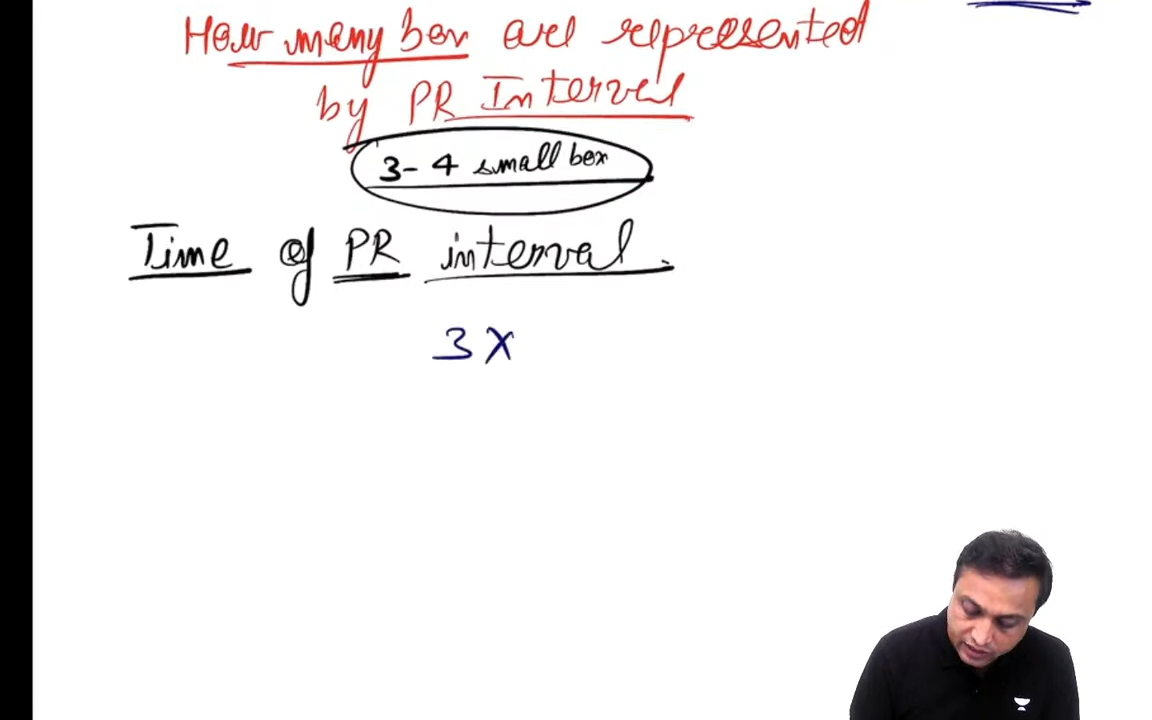 How many box are represented
by PR Interval
3-4 small box
Time of PR interval.
3 X